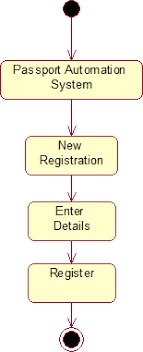 Passport Automation
System
New
Registration
Enter
Details
Register